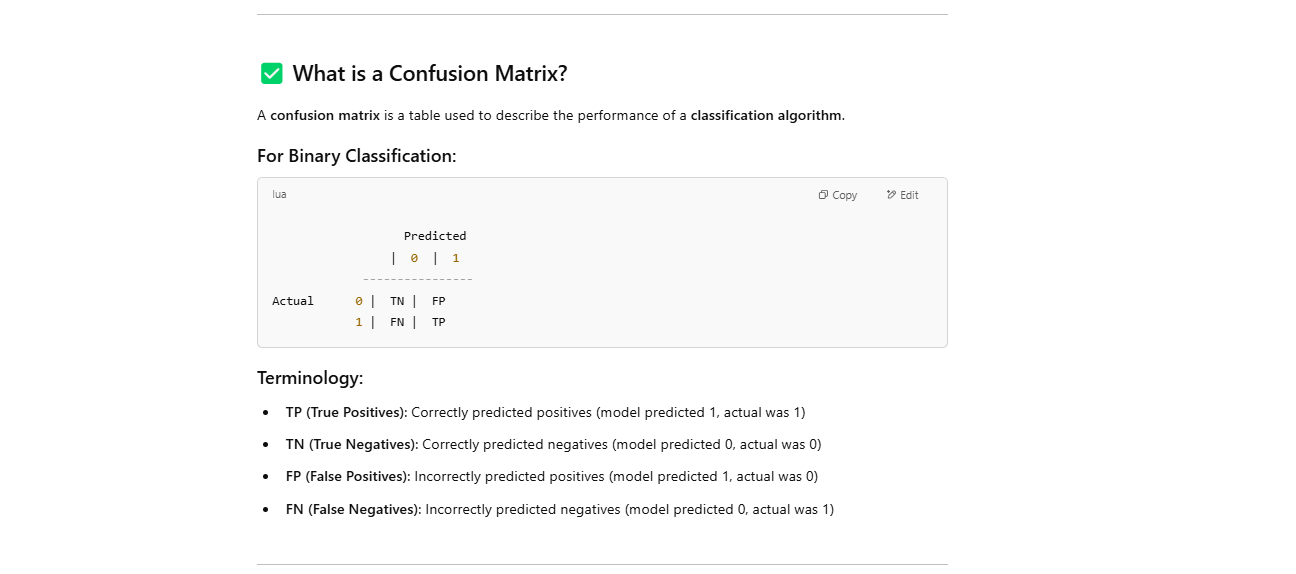 ✅ What is a Confusion Matrix?
A confusion matrix is a table used to describe the performance of a classification algorithm.
For Binary Classification:
lua Copy Edit
Predicted
| 0 | 1
----------------
Actual 0 | TN | FP
1 | FN | TP
Terminology:
• TP (True Positives): Correctly predicted positives (model predicted 1, actual was 1)
• TN (True Negatives): Correctly predicted negatives (model predicted 0, actual was 0)
• FP (False Positives): Incorrectly predicted positives (model predicted 1, actual was 0)
• FN (False Negatives): Incorrectly predicted negatives (model predicted 0, actual was 1)